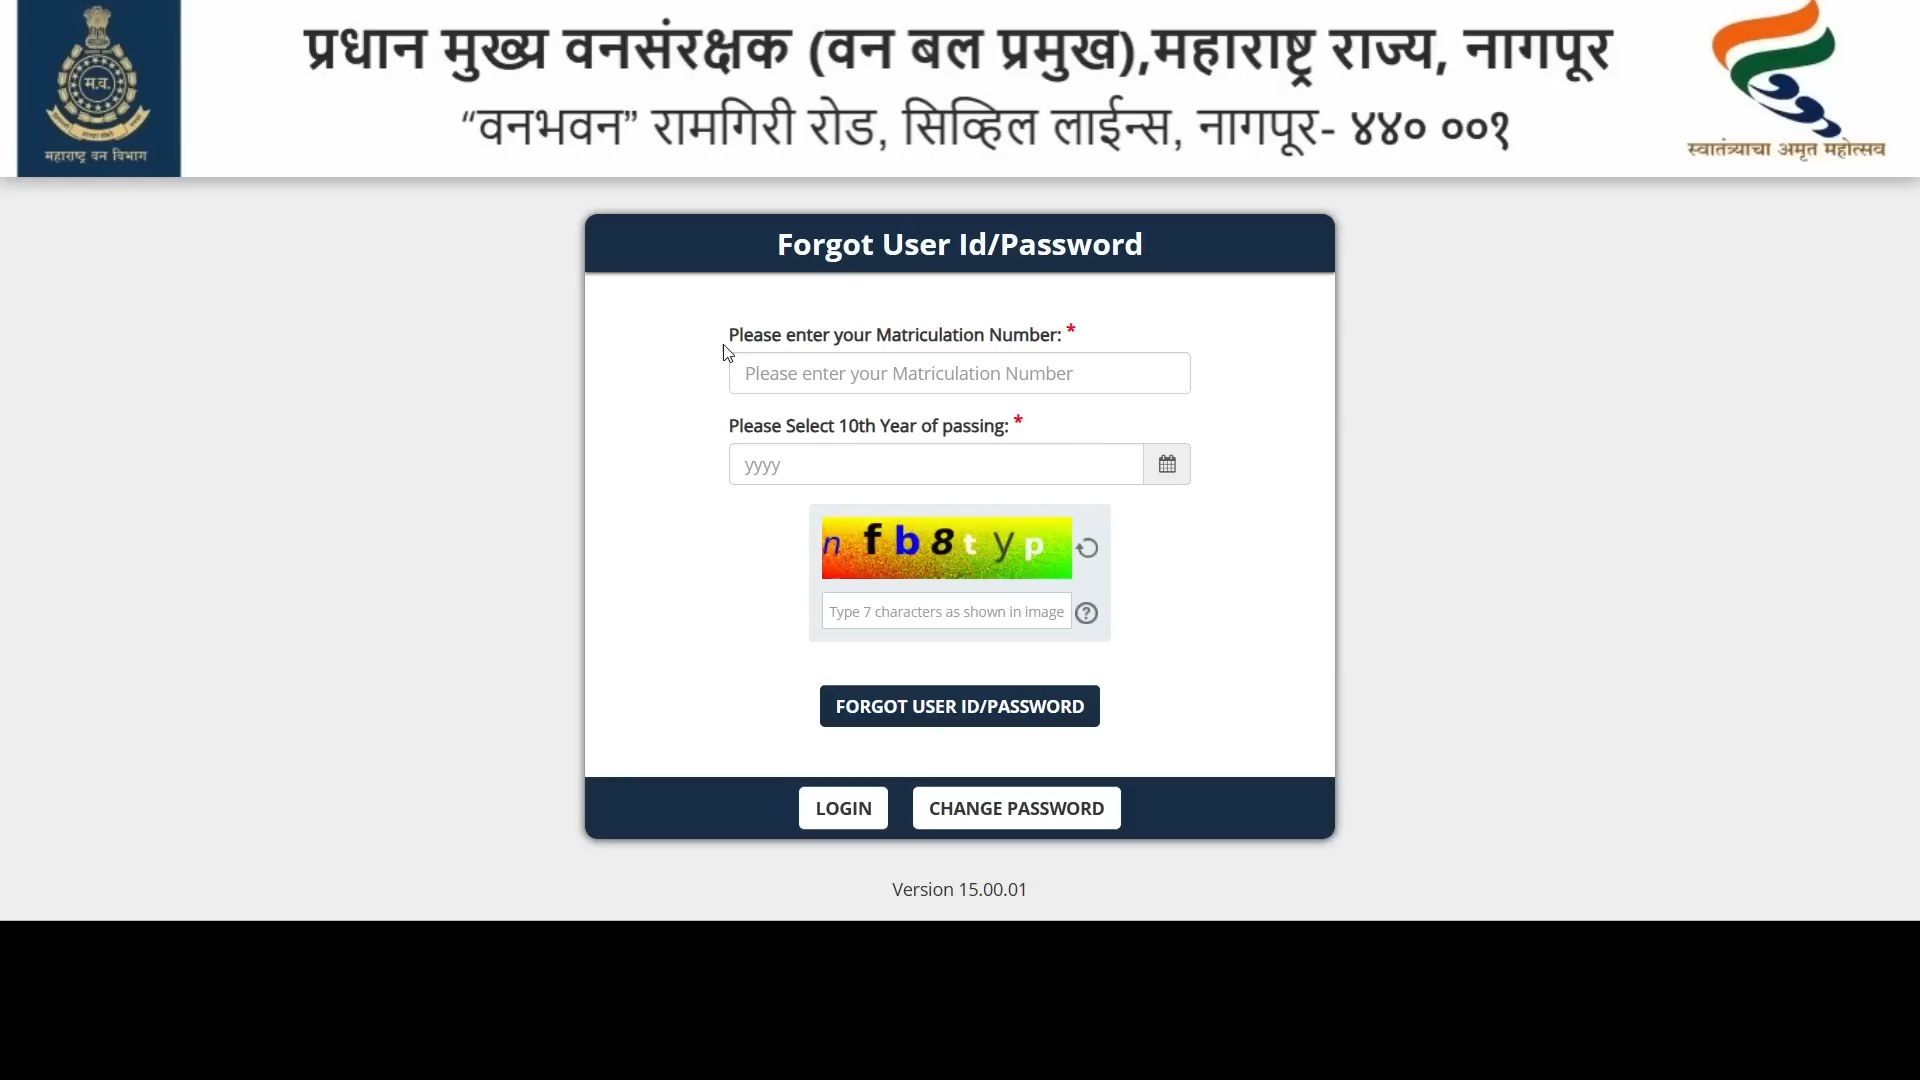 प्रधान मुख्य वनसंरक्षक (वन बल प्रमुख),महाराष्ट्र राज्य, नागपूर
“वनभवन” रामगिरी रोड, सिव्हिल लाईन्स, नागपूर- ४४० ००१
म.व.
महाराष्ट्र वन विभाग
स्वातंत्र्याचा अमृत महोत्सव
Forgot User Id/Password
Please enter your Matriculation Number: *
Please enter your Matriculation Number
Please Select 10th Year of passing: *
yyyy
n f b 8 t y p
Type 7 characters as shown in image
?
FORGOT USER ID/PASSWORD
LOGIN
CHANGE PASSWORD
Version 15.00.01